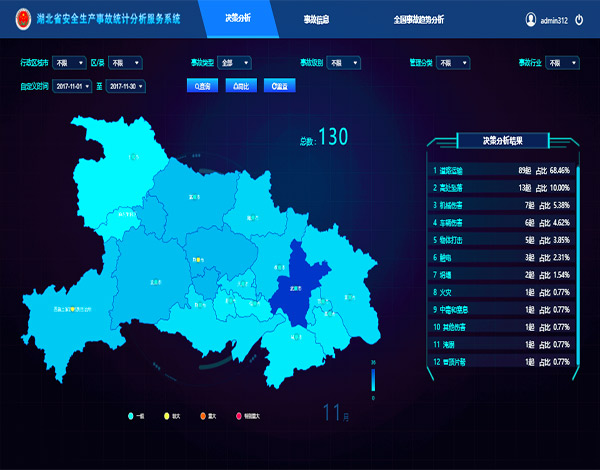 湖北省安全生产事故统计分析服务系统
决策分析 事故信息 全国事故趋势分析 admin312
行政区域市 不限 区/县 不限 事故类型 全部 事故级别 不限 管理分类 不限 事故行业 不限
自定义时间 2017-11-01 至 2017-11-30 查询 同比
总数: 130
决策分析结果
1 道路运输 89起 占比 68.46%
2 高处坠落 13起 占比 10.00%
3 机械伤害 7起 占比 5.38%
4 车辆伤害 6起 占比 4.62%
5 物体打击 5起 占比 3.85%
6 触电 3起 占比 2.31%
7 坍塌 2起 占比 1.54%
8 火灾 1起 占比 0.77%
9 中毒和窒息 1起 占比 0.77%
10 其他伤害 1起 占比 0.77%
11 淹溺 1起 占比 0.77%
12 冒顶片帮 1起 占比 0.77%
武汉市
11 月
一般 较大 重大 特别重大